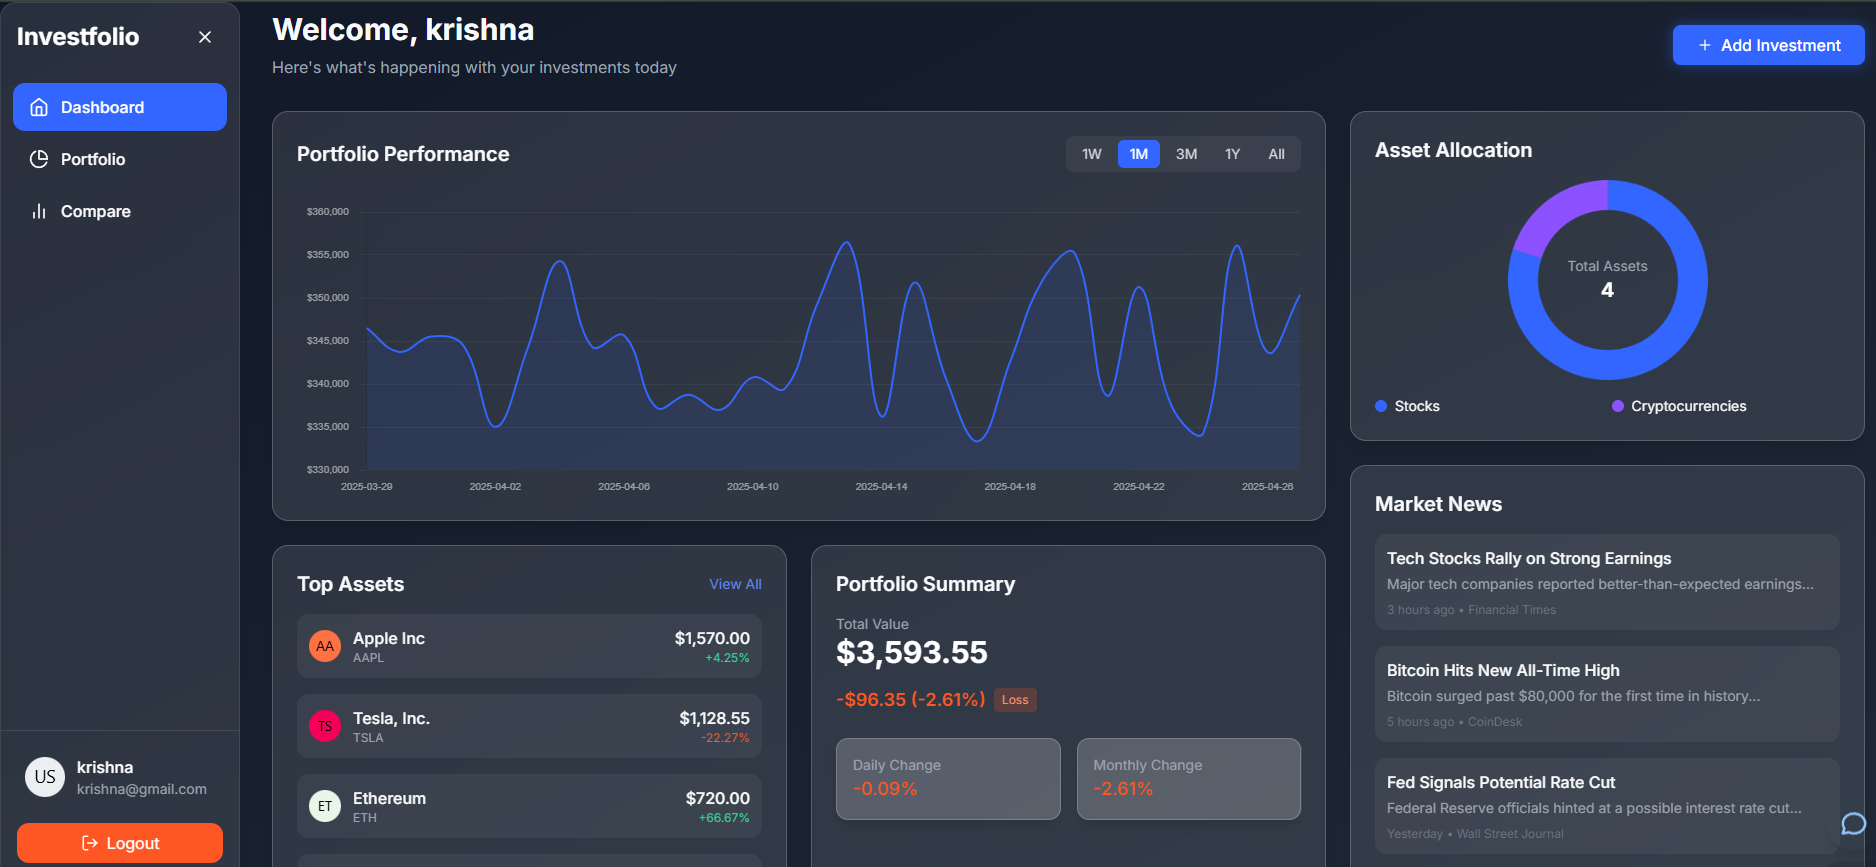 Investfolio
Dashboard
Portfolio
Compare
krishna
krishna@gmail.com
US
Logout
Welcome, krishna
Here's what's happening with your investments today
+ Add Investment
Portfolio Performance
1W 1M 3M 1Y All
$360,000
$355,000
$350,000
$345,000
$340,000
$335,000
$330,000
2025-03-29 2025-04-02 2025-04-06 2025-04-10 2025-04-14 2025-04-18 2025-04-22 2025-04-26
Asset Allocation
Total Assets
4
Stocks Cryptocurrencies
Top Assets View All
AA
Apple Inc $1,570.00
AAPL +4.25%
TS
Tesla, Inc. $1,128.55
TSLA -22.27%
ET
Ethereum $720.00
ETH +66.67%
Portfolio Summary
Total Value
$3,593.55
-$96.35 (-2.61%) Loss
Daily Change
-0.09%
Monthly Change
-2.61%
Market News
Tech Stocks Rally on Strong Earnings
Major tech companies reported better-than-expected earnings...
3 hours ago • Financial Times
Bitcoin Hits New All-Time High
Bitcoin surged past $80,000 for the first time in history...
5 hours ago • CoinDesk
Fed Signals Potential Rate Cut
Federal Reserve officials hinted at a possible interest rate cut...
Yesterday • Wall Street Journal